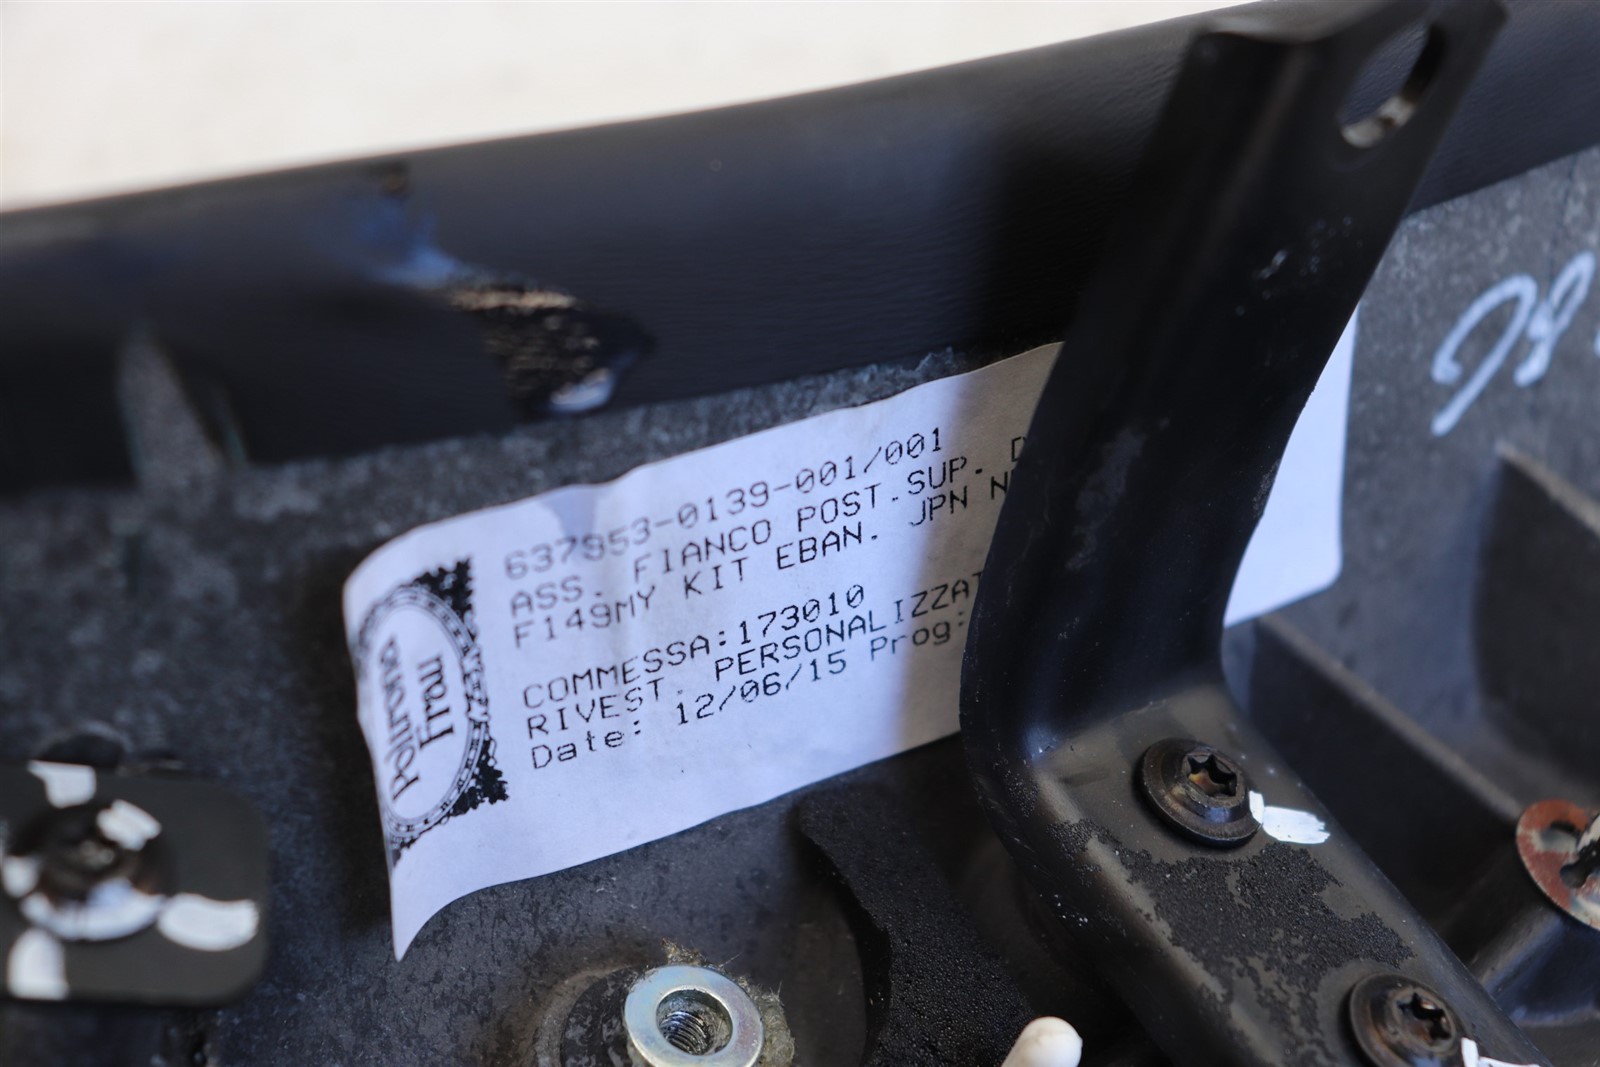 637953-0139-001/001
ASS. FIANCO POST.SUP. D
F149MY KIT EBAN. JPN N
COMMESSA:173010
RIVEST. PERSONALIZZAT
Date: 12/06/15 Prog:
Poltrona
Frau